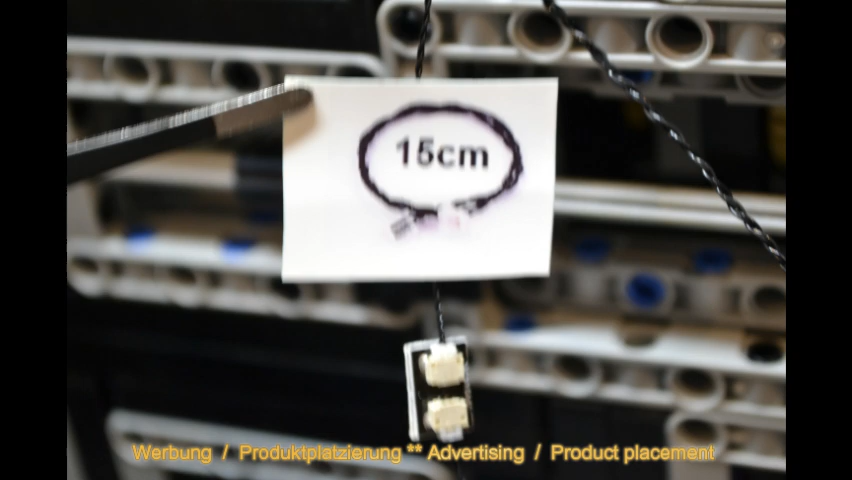 15cm
Werbung / Produktplatzierung ** Advertising / Product placement